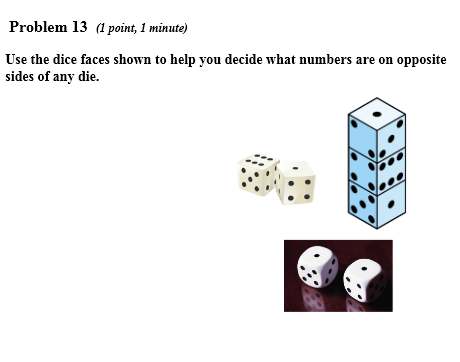 Problem 13 (1 point, 1 minute)
Use the dice faces shown to help you decide what numbers are on opposite
sides of any die.